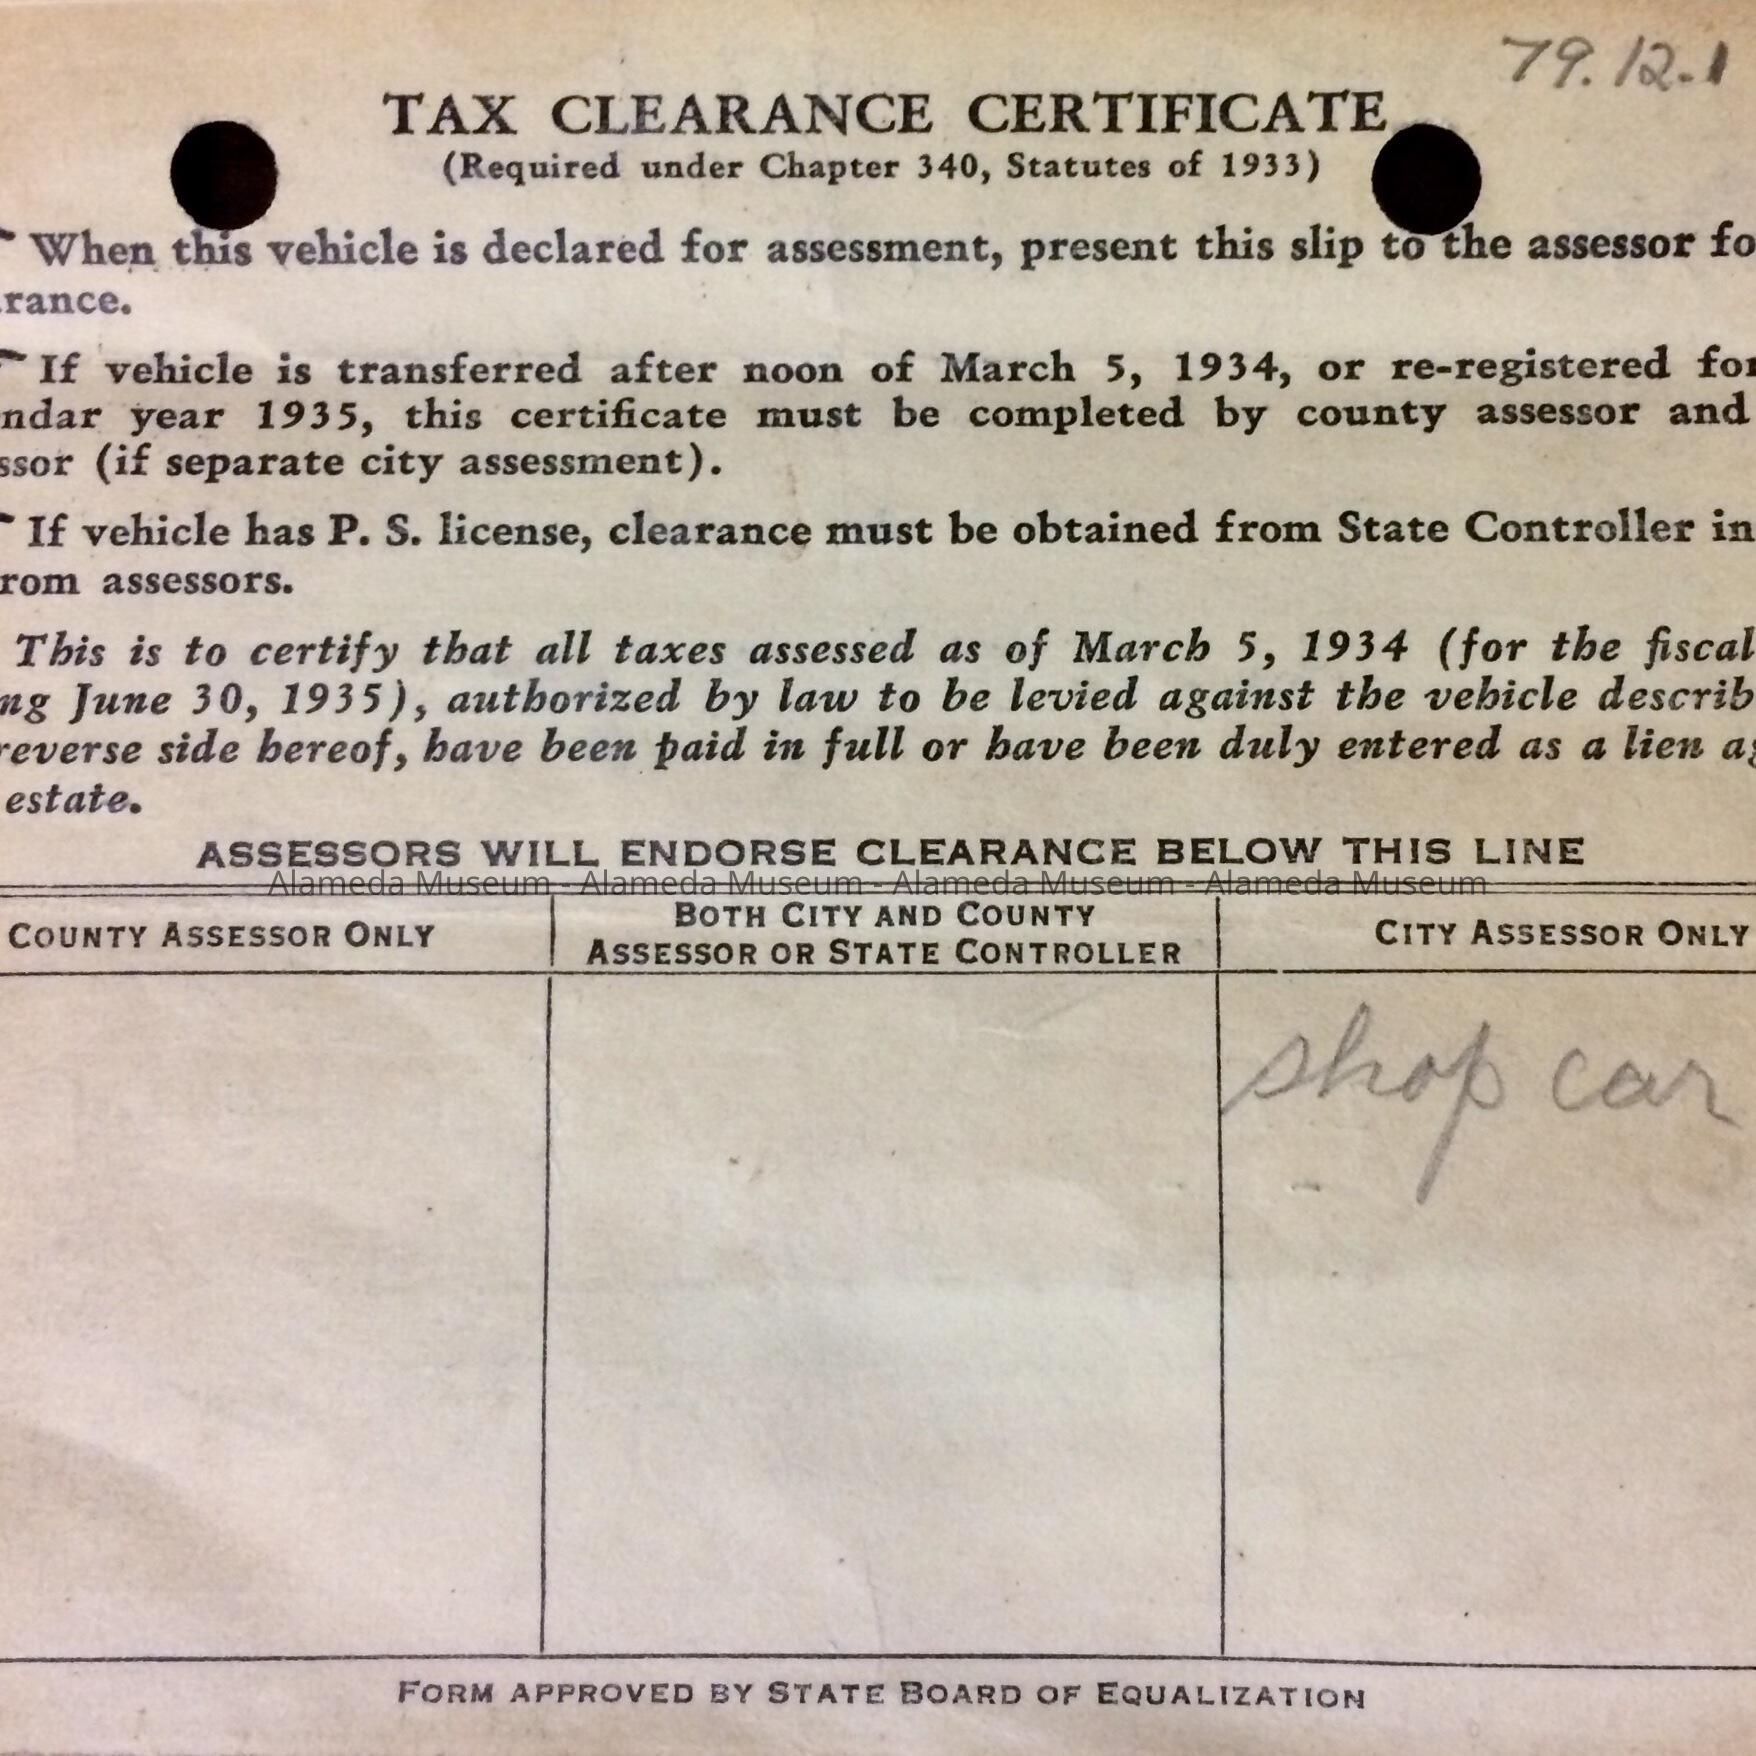 79.12.1
TAX CLEARANCE CERTIFICATE
(Required under Chapter 340, Statutes of 1933)
When this vehicle is declared for assessment, present this slip to the assessor fo
rance.
If vehicle is transferred after noon of March 5, 1934, or re-registered for
ndar year 1935, this certificate must be completed by county assessor and
ssor (if separate city assessment).
If vehicle has P. S. license, clearance must be obtained from State Controller in
rom assessors.
This is to certify that all taxes assessed as of March 5, 1934 (for the fiscal
ng June 30, 1935), authorized by law to be levied against the vehicle describ
reverse side hereof, have been paid in full or have been duly entered as a lien ag
estate.
ASSESSORS WILL ENDORSE CLEARANCE BELOW THIS LINE
Alameda Museum - Alameda Museum - Alameda Museum - Alameda Museum
COUNTY ASSESSOR ONLY
BOTH CITY AND COUNTY
ASSESSOR OR STATE CONTROLLER
CITY ASSESSOR ONLY
shop car
FORM APPROVED BY STATE BOARD OF EQUALIZATION